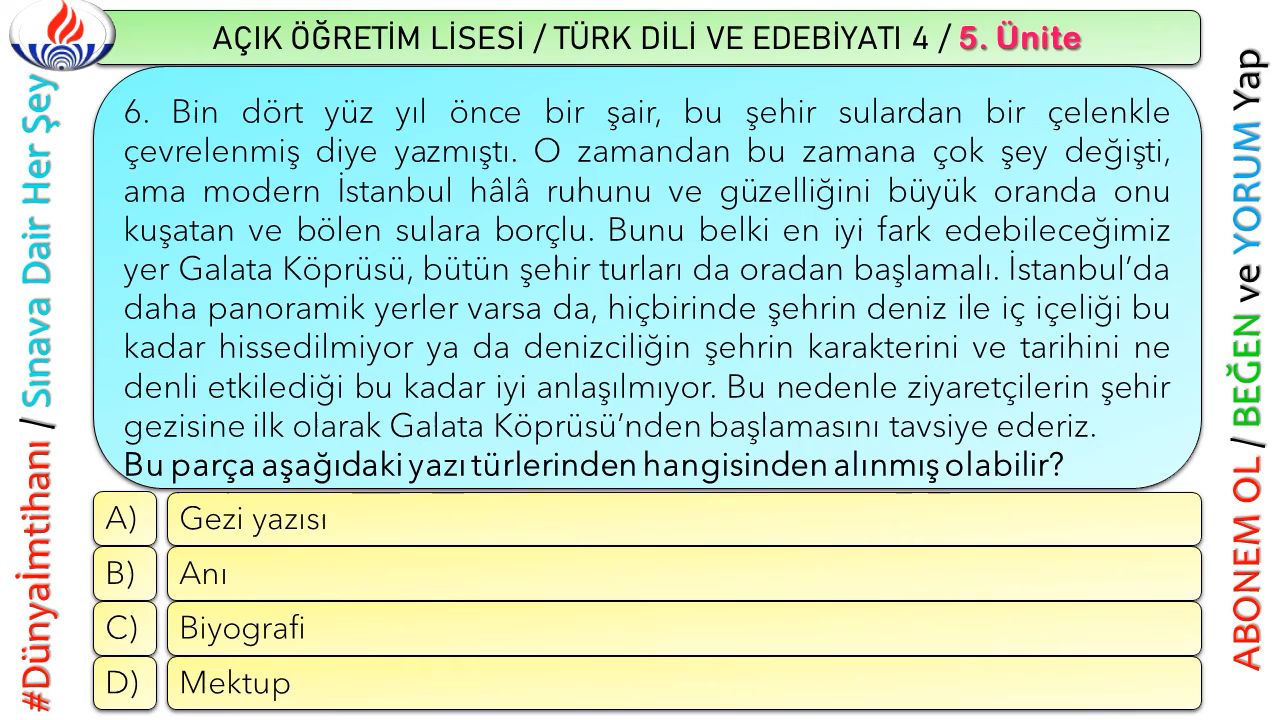 AÇIK ÖĞRETİM LİSESİ / TÜRK DİLİ VE EDEBİYATI 4 / 5. Ünite
6. Bin dört yüz yıl önce bir şair, bu şehir sulardan bir çelenkle
çevrelenmiş diye yazmıştı. O zamandan bu zamana çok şey değişti,
ama modern İstanbul hâlâ ruhunu ve güzelliğini büyük oranda onu
kuşatan ve bölen sulara borçlu. Bunu belki en iyi fark edebileceğimiz
yer Galata Köprüsü, bütün şehir turları da oradan başlamalı. İstanbul’da
daha panoramik yerler varsa da, hiçbirinde şehrin deniz ile iç içeliği bu
kadar hissedilmiyor ya da denizciliğin şehrin karakterini ve tarihini ne
denli etkilediği bu kadar iyi anlaşılmıyor. Bu nedenle ziyaretçilerin şehir
gezisine ilk olarak Galata Köprüsü’nden başlamasını tavsiye ederiz.
Bu parça aşağıdaki yazı türlerinden hangisinden alınmış olabilir?
A) Gezi yazısı
B) Anı
C) Biyografi
D) Mektup
#Dünyaİmtihanı / Sınava Dair Her Şey
ABONEM OL / BEĞEN ve YORUM Yap